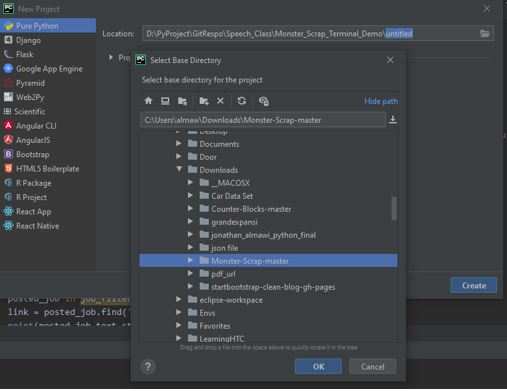 New Project
Pure Python
Django
Flask
Google App Engine
Pyramid
Web2Py
Scientific
Angular CLI
AngularJS
Bootstrap
HTML5 Boilerplate
R Package
R Project
React App
React Native
Location: D:\PyProject\GitRespo\Speech_Class\Monster_Scrap_Terminal_Demo\untitled
Select Base Directory
Select base directory for the project
Hide path
C:\Users\almaw\Downloads\Monster-Scrap-master
Desktop
Documents
Door
Downloads
__MACOSX
Car Data Set
Counter-Blocks-master
grandexpansi
jonathan_almawi_python_final
json file
Monster-Scrap-master
pdf_url
startbootstrap-clean-blog-gh-pages
eclipse-workspace
Envs
Favorites
LearningHTC
Drag and drop a file into the space above to quickly locate it in the tree
?
OK
Cancel
Create
posted_job in job_filter
link = posted_job.find(